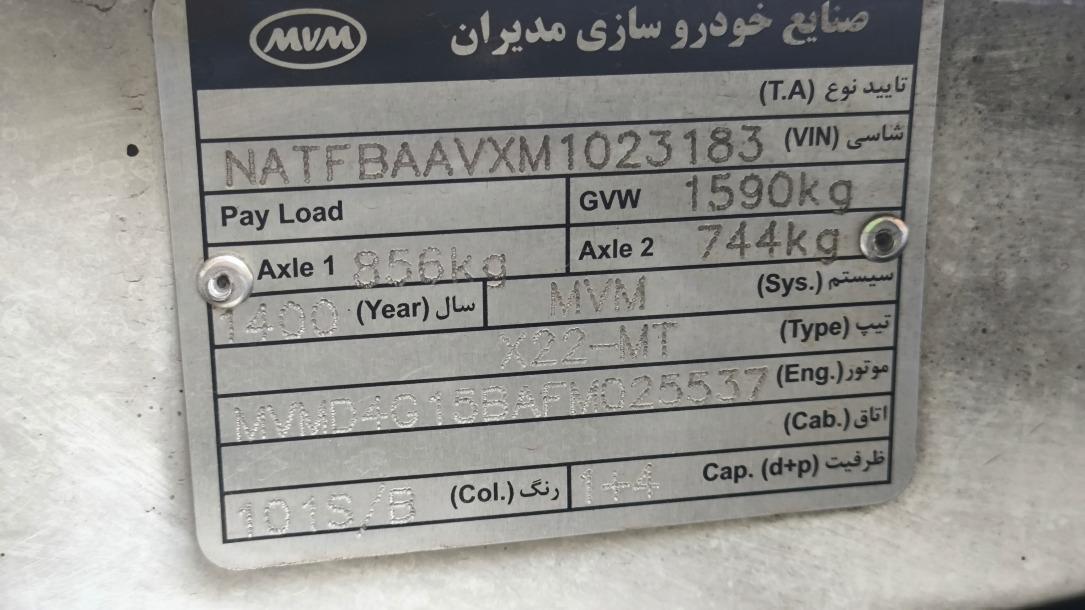 MVM صنایع خودرو سازی مدیران
تایید نوع (T.A)
شاسی (VIN) NATFBAAVXM1023183
Pay Load GVW 1590kg
Axle 1 856kg Axle 2 744kg
1400 سال (Year) MVM سیستم (Sys.)
X22-MT تیپ (Type)
MVMD4G15BAFM025537 موتور (Eng.)
اتاق (Cab.)
101S/B رنگ (Col.) 1+4 Cap. (d+p) ظرفیت